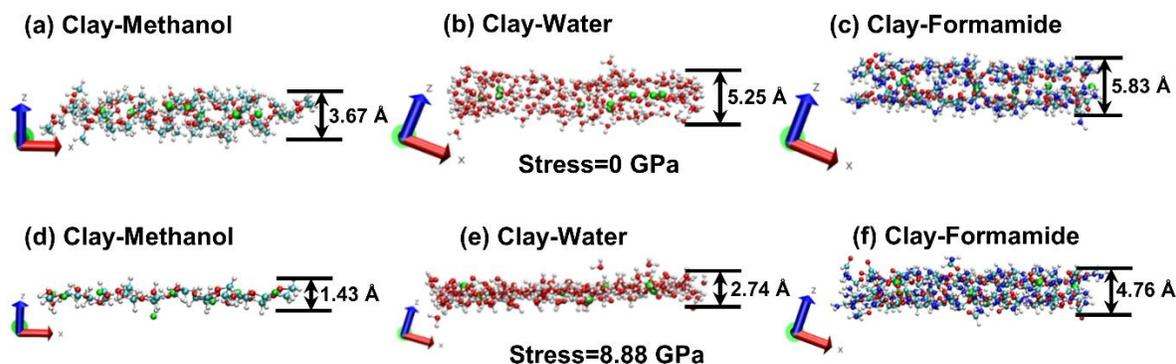 (a) Clay-Methanol
(b) Clay-Water
(c) Clay-Formamide
z
x
3.67 Å
z
x
5.25 Å
z
x
5.83 Å
Stress=0 GPa
(d) Clay-Methanol
(e) Clay-Water
(f) Clay-Formamide
z
x
1.43 Å
z
x
2.74 Å
z
x
4.76 Å
Stress=8.88 GPa